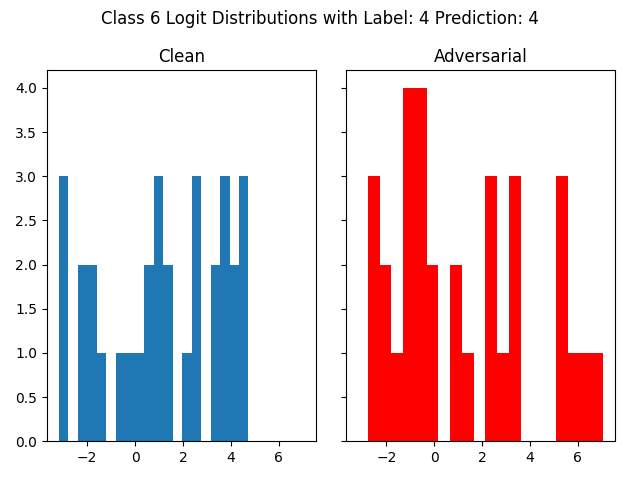 Class 6 Logit Distributions with Label: 4 Prediction: 4
Clean
Adversarial
4.0
3.5
3.0
2.5
2.0
1.5
1.0
0.5
0.0
−2 0 2 4 6
−2 0 2 4 6